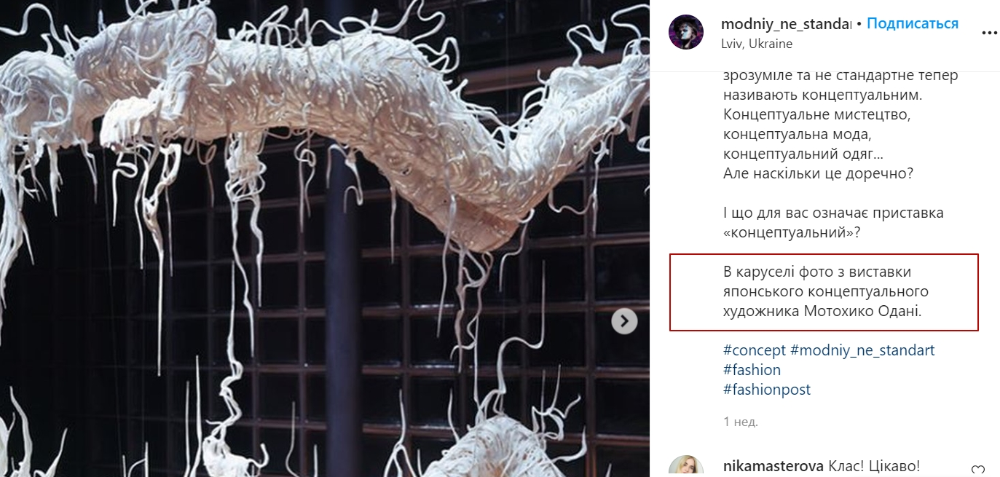 modniy_ne_standa • Подписаться
Lviv, Ukraine
зрозуміле та не стандартне тепер
називають концептуальним.
Концептуальне мистецтво,
концептуальна мода,
концептуальний одяг...
Але наскільки це доречно?
І що для вас означає приставка
«концептуальний»?
В каруселі фото з виставки
японського концептуального
художника Мотохико Одані.
#concept #modniy_ne_standart
#fashion
#fashionpost
1 нед.
nikamasterova Клас! Цікаво!